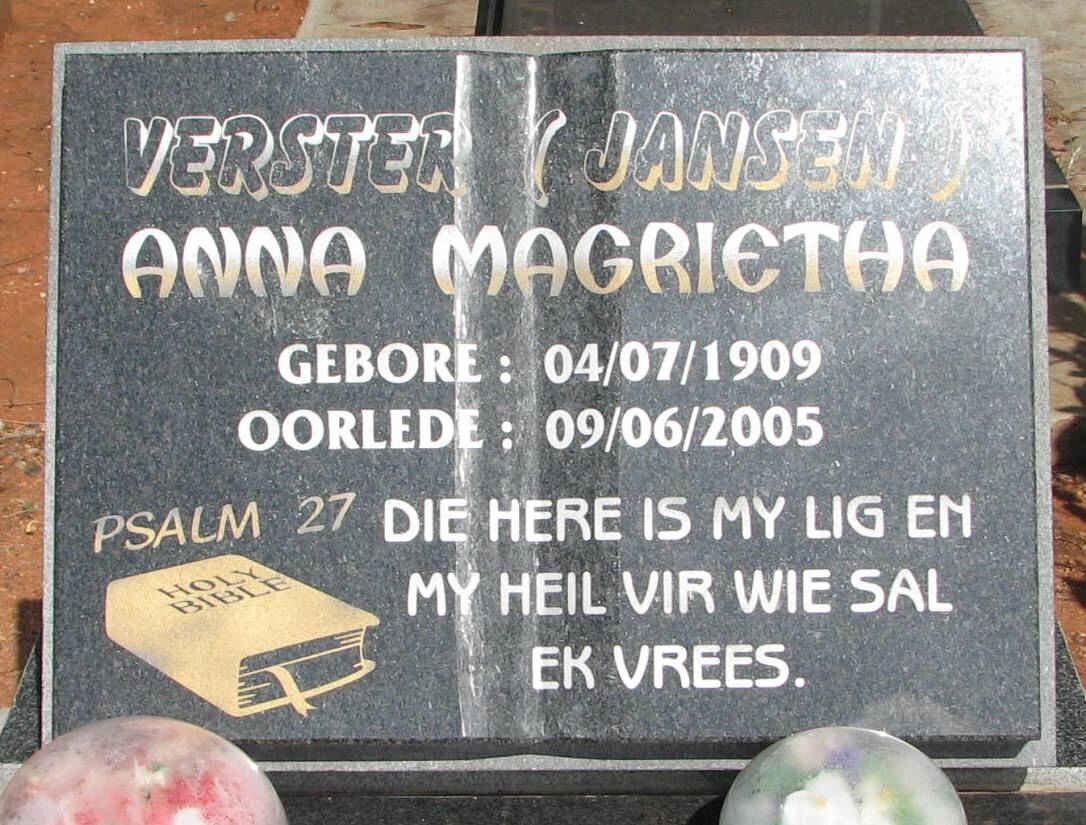 VERSTER ( JANSEN )
ANNA MAGRIETHA
GEBORE : 04/07/1909
OORLEDE : 09/06/2005
PSALM 27
HOLY
BIBLE
DIE HERE IS MY LIG EN
MY HEIL VIR WIE SAL
EK VREES.